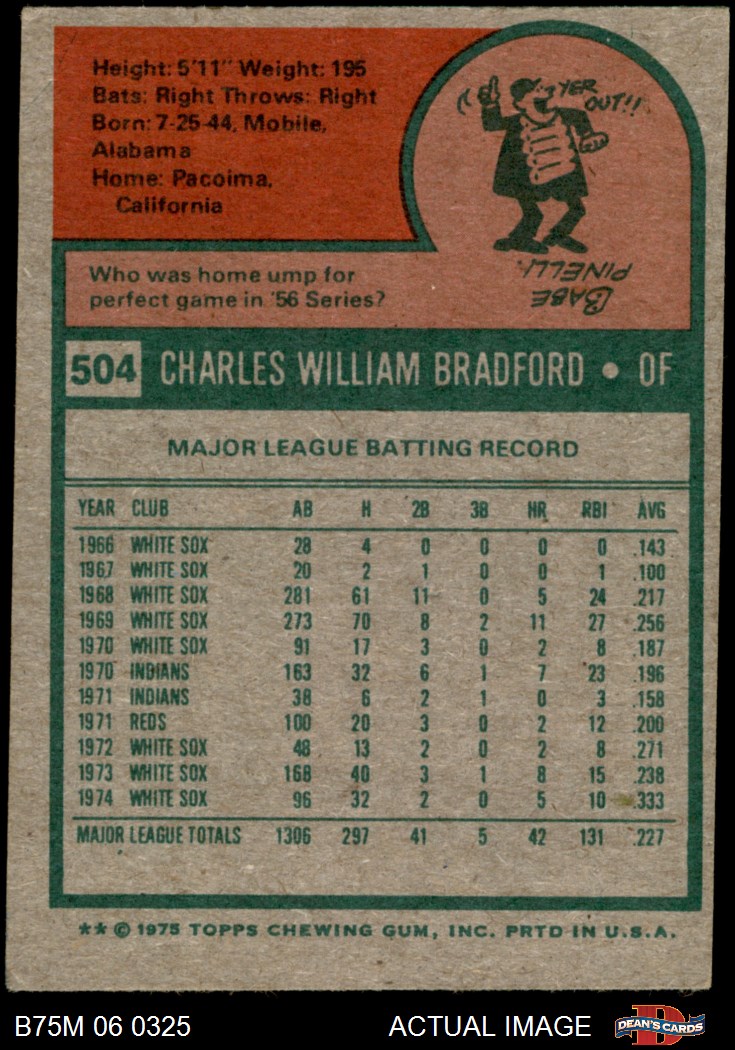 Height: 5'11" Weight: 195
Bats: Right Throws: Right
Born: 7-25-44, Mobile,
Alabama
Home: Pacoima,
California
YER
OUT!!
BABE
PINELLI
Who was home ump for
perfect game in '56 Series?
504 CHARLES WILLIAM BRADFORD • OF
MAJOR LEAGUE BATTING RECORD
YEAR CLUB AB H 2B 3B HR RBI AVG
1966 WHITE SOX 28 4 0 0 0 0 .143
1967 WHITE SOX 20 2 1 0 0 1 .100
1968 WHITE SOX 281 61 11 0 5 24 .217
1969 WHITE SOX 273 70 8 2 11 27 .256
1970 WHITE SOX 91 17 3 0 2 8 .187
1970 INDIANS 163 32 6 1 7 23 .196
1971 INDIANS 38 6 2 1 0 3 .158
1971 REDS 100 20 3 0 2 12 .200
1972 WHITE SOX 48 13 2 0 2 8 .271
1973 WHITE SOX 168 40 3 1 8 15 .238
1974 WHITE SOX 96 32 2 0 5 10 .333
MAJOR LEAGUE TOTALS 1306 297 41 5 42 131 .227
** © 1975 TOPPS CHEWING GUM, INC. PRTD IN U.S.A.
B75M 06 0325 ACTUAL IMAGE D DEAN'S CARDS